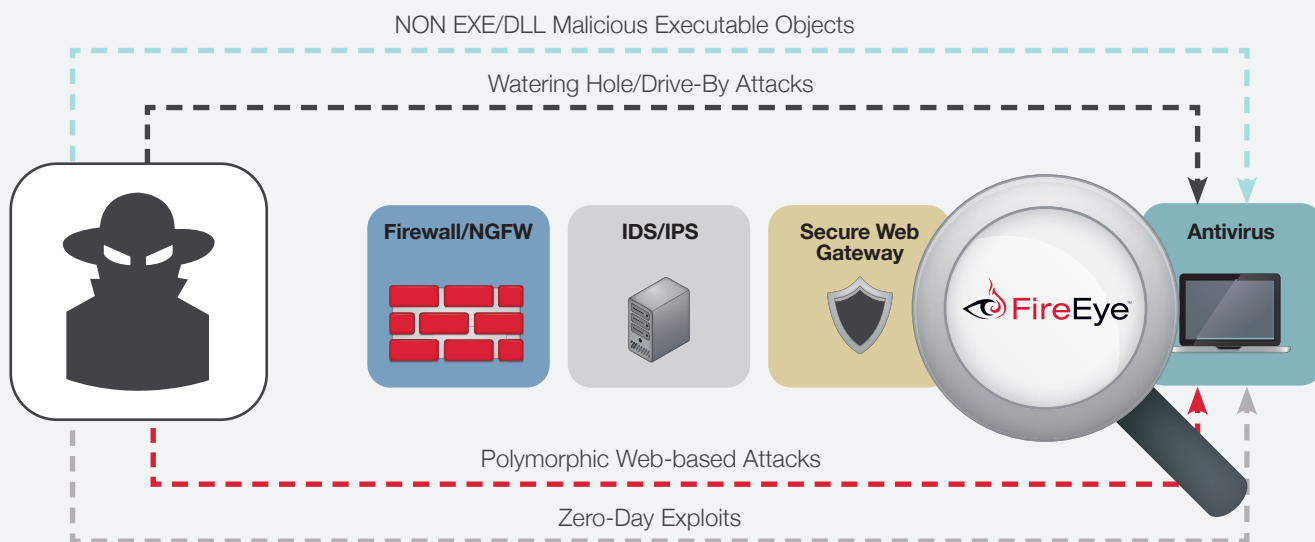 NON EXE/DLL Malicious Executable Objects
Watering Hole/Drive-By Attacks
Firewall/NGFW
IDS/IPS
Secure Web
Gateway
FireEye™
Antivirus
Polymorphic Web-based Attacks
Zero-Day Exploits